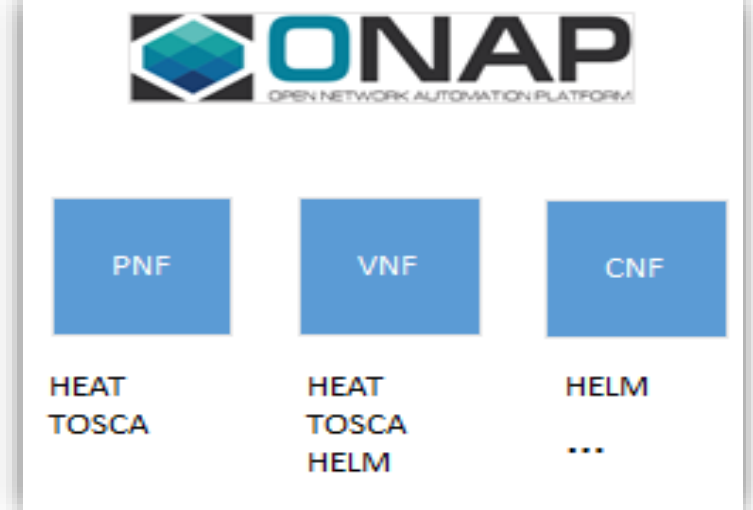 ONAP
OPEN NETWORK AUTOMATION PLATFORM
PNF
VNF
CNF
HEAT
TOSCA
HEAT
TOSCA
HELM
HELM
...